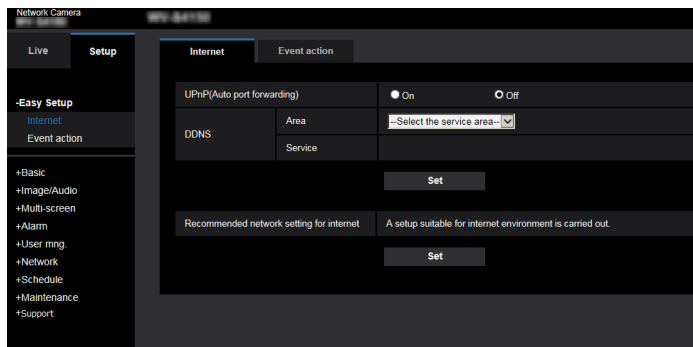 Network Camera
WV-S4150
Live
Setup
Internet
Event action
-Easy Setup
Internet
Event action
+Basic
+Image/Audio
+Multi-screen
+Alarm
+User mng.
+Network
+Schedule
+Maintenance
+Support
UPnP(Auto port forwarding)
On
Off
DDNS
Area
--Select the service area--
Service
Set
Recommended network setting for internet
A setup suitable for internet environment is carried out.
Set